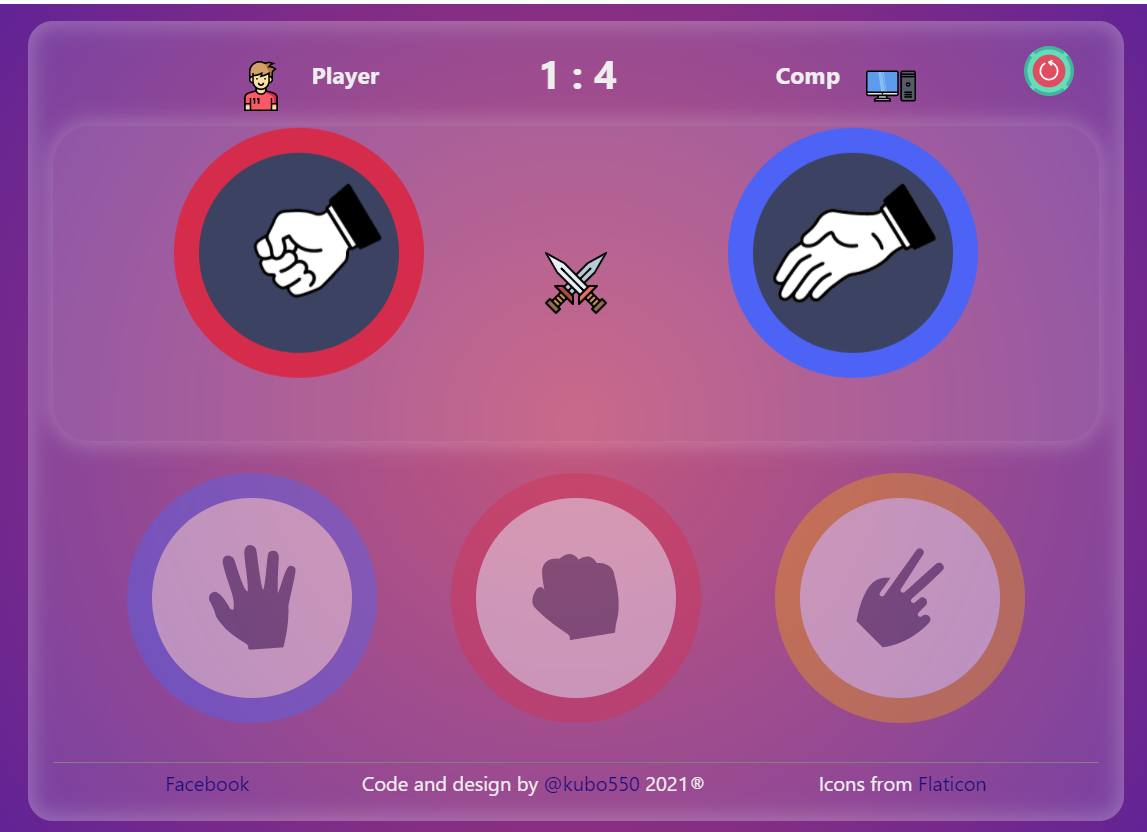 Player
1 : 4
Comp
Facebook
Code and design by @kubo550 2021®
Icons from Flaticon